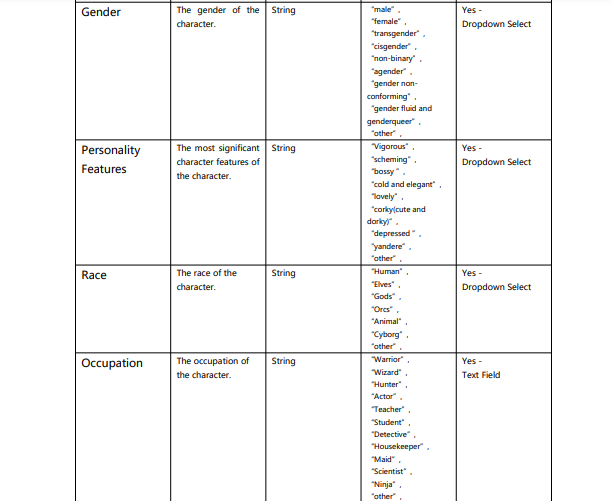 Gender
The gender of the
character.
String
"male" ,
"female" ,
"transgender" ,
"cisgender" ,
"non-binary" ,
"agender" ,
"gender non-
conforming" ,
"gender fluid and
genderqueer" ,
"other" ,
Yes -
Dropdown Select
Personality
Features
The most significant
character features of
the character.
String
"Vigorous" ,
"scheming" ,
"bossy " ,
"cold and elegant" ,
"lovely" ,
"corky(cute and
dorky)" ,
"depressed " ,
"yandere" ,
"other" ,
Yes -
Dropdown Select
Race
The race of the
character.
String
"Human" ,
"Elves" ,
"Gods" ,
"Orcs" ,
"Animal" ,
"Cyborg" ,
"other" ,
Yes -
Dropdown Select
Occupation
The occupation of
the character.
String
"Warrior" ,
"Wizard" ,
"Hunter" ,
"Actor" ,
"Teacher" ,
"Student" ,
"Detective" ,
"Housekeeper" ,
"Maid" ,
"Scientist" ,
"Ninja" ,
"other" ,
Yes -
Text Field